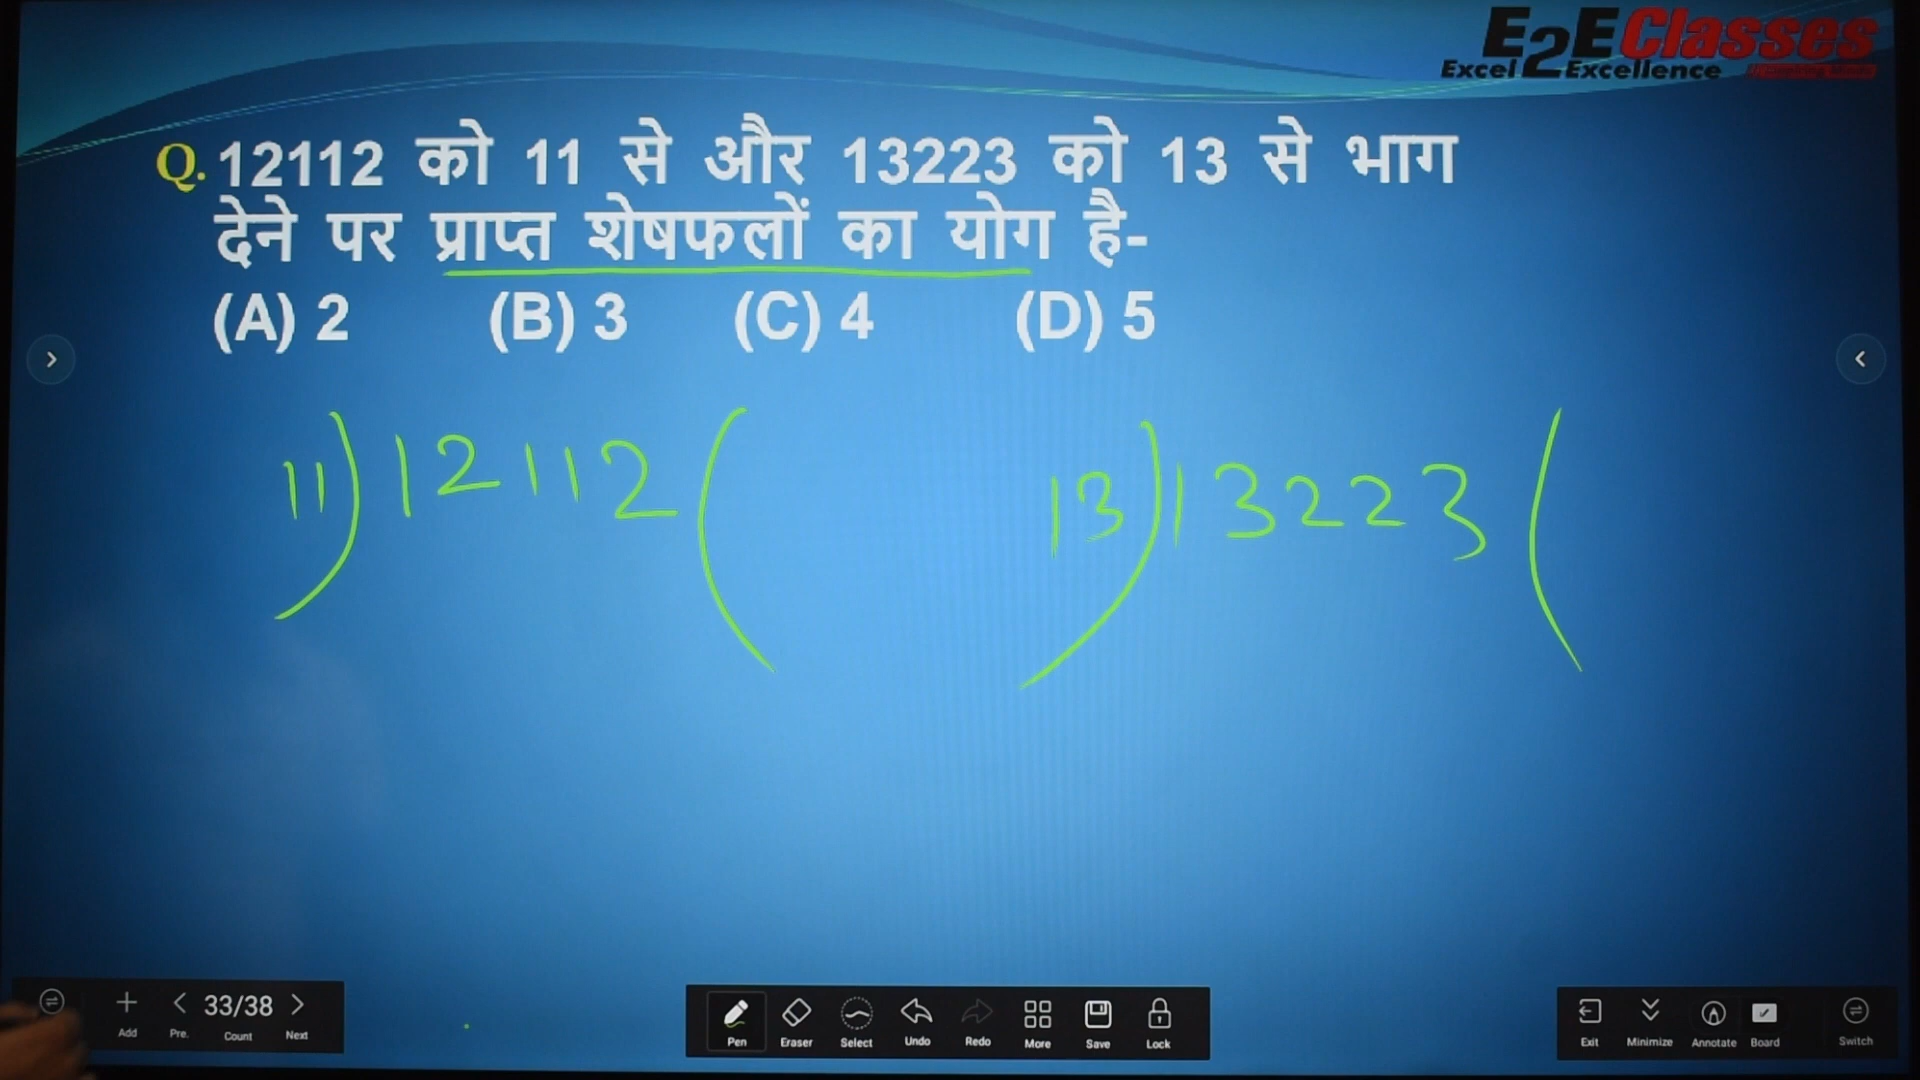 E2E Classes
Excel 2 Excellence
Q. 12112 को 11 से और 13223 को 13 से भाग
देने पर प्राप्त शेषफलों का योग है-
(A) 2 (B) 3 (C) 4 (D) 5
11)12112( 13)13223(
Add Pre. 33/38 Count Next
Pen Eraser Select Undo Redo More Save Lock
Exit Minimize Annotate Board Switch